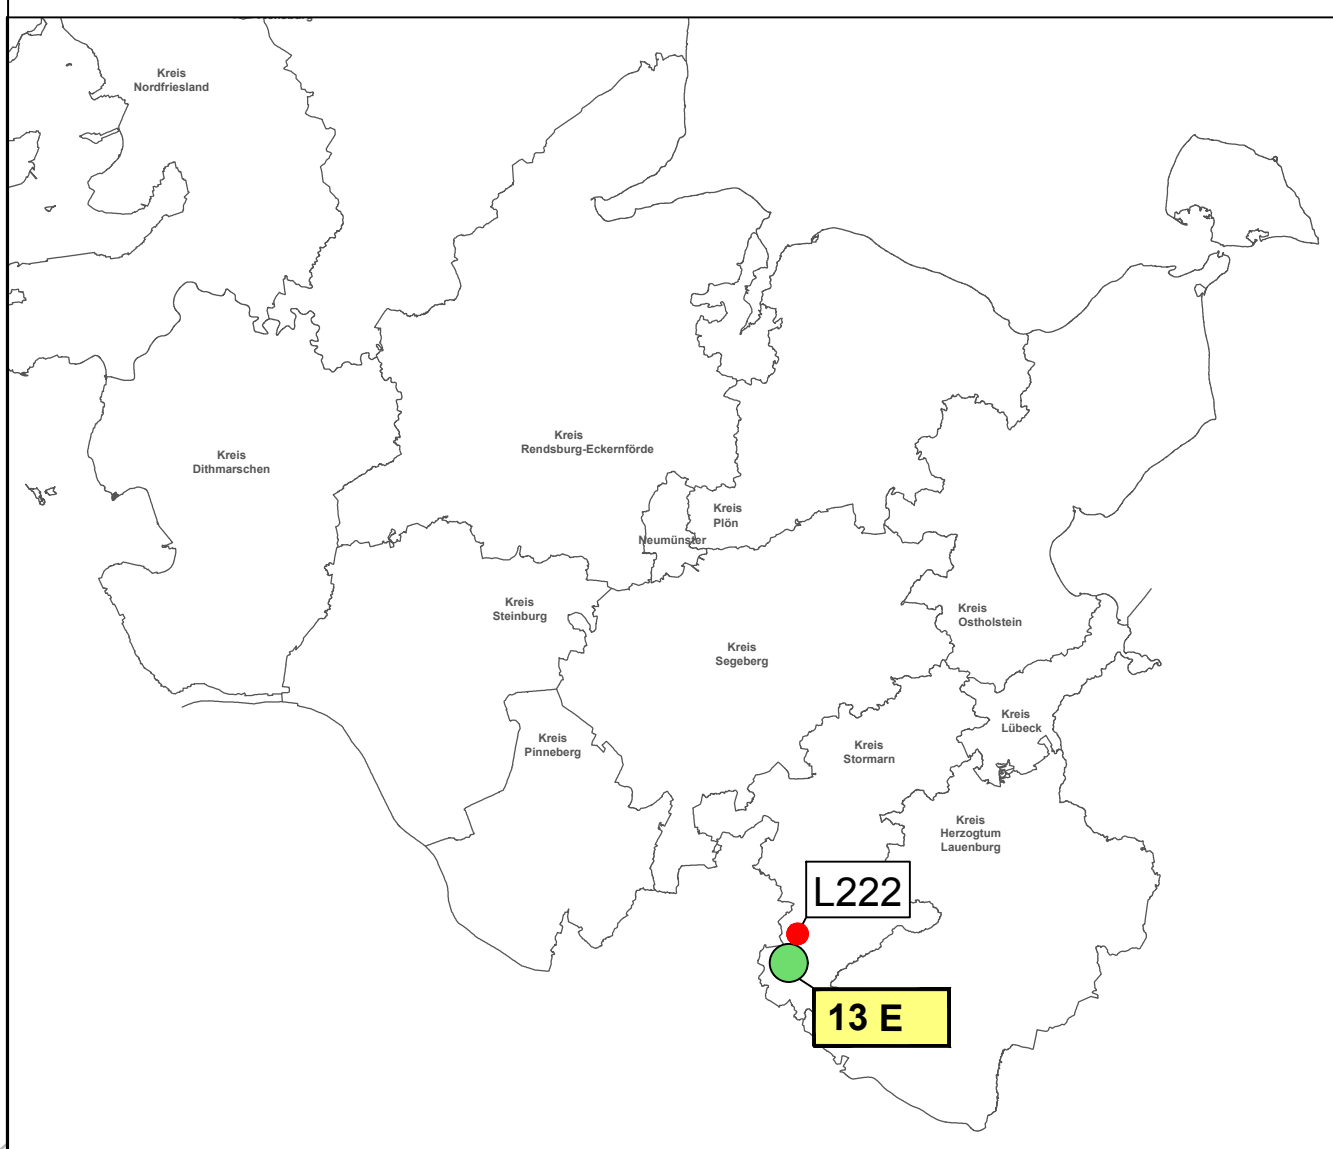 Kreis
Nordfriesland
Kreis
Rendsburg-Eckernförde
Kreis
Dithmarschen
Kreis
Plön
Neumünster
Kreis
Steinburg
Kreis
Ostholstein
Kreis
Segeberg
Kreis
Lübeck
Kreis
Pinneberg
Kreis
Stormarn
Kreis
Herzogtum
Lauenburg
L222
13 E